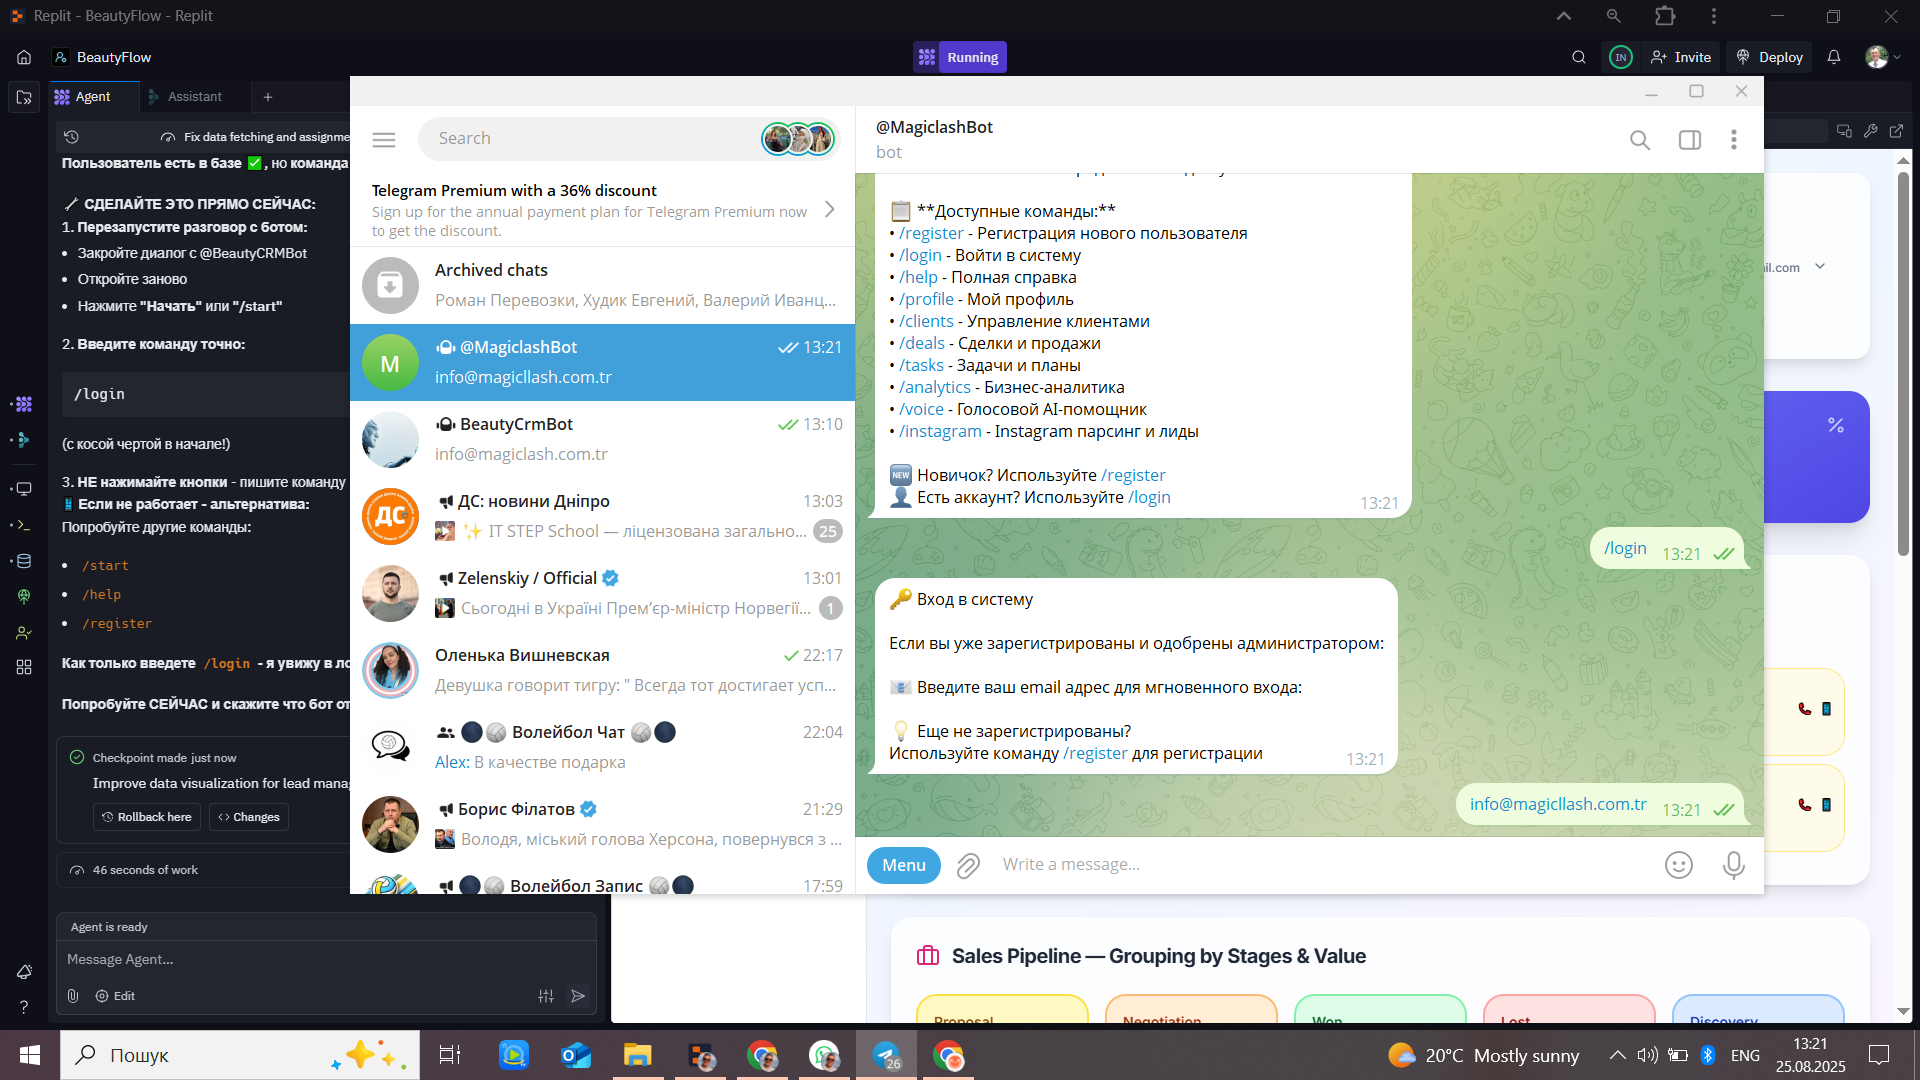 Replit - BeautyFlow - Replit
BeautyFlow
Running
IN
Invite
Deploy
Agent
Assistant
Fix data fetching and assignme
Пользователь есть в базе ✅, но команда
🔧 СДЕЛАЙТЕ ЭТО ПРЯМО СЕЙЧАС:
1. Перезапустите разговор с ботом:
• Закройте диалог с @BeautyCRMBot
• Откройте заново
• Нажмите "Начать" или "/start"
2. Введите команду точно:
/login
(с косой чертой в начале!)
3. НЕ нажимайте кнопки - пишите команду
📱 Если не работает - альтернатива:
Попробуйте другие команды:
• /start
• /help
• /register
Как только введете /login - я увижу в ло
Попробуйте СЕЙЧАС и скажите что бот от
Checkpoint made just now
Improve data visualization for lead manag
Rollback here
Changes
46 seconds of work
Agent is ready
Message Agent...
Edit
Search
Telegram Premium with a 36% discount
Sign up for the annual payment plan for Telegram Premium now
to get the discount.
Archived chats
Роман Перевозки, Худик Евгений, Валерий Иванц...
M
@MagiclashBot
13:21
info@magicllash.com.tr
BeautyCrmBot
13:10
info@magiclash.com.tr
ДС
ДС: новини Дніпро
13:03
✨ IT STEP School — ліцензована загально...
25
Zelenskiy / Official
13:01
Сьогодні в Україні Прем’єр-міністр Норвегії...
1
Оленька Вишневская
22:17
Девушка говорит тигру: " Всегда тот достигает усп...
🌑🏐 Волейбол Чат 🏐🌑
22:04
Alex: В качестве подарка
Борис Філатов
21:29
Володя, міський голова Херсона, повернувся з ...
🌑🏐 Волейбол Запис 🏐🌑
17:59
@MagiclashBot
bot
📋 **Доступные команды:**
• /register - Регистрация нового пользователя
• /login - Войти в систему
• /help - Полная справка
• /profile - Мой профиль
• /clients - Управление клиентами
• /deals - Сделки и продажи
• /tasks - Задачи и планы
• /analytics - Бизнес-аналитика
• /voice - Голосовой AI-помощник
• /instagram - Instagram парсинг и лиды
🆕 Новичок? Используйте /register
👤 Есть аккаунт? Используйте /login
13:21
/login 13:21
🔑 Вход в систему
Если вы уже зарегистрированы и одобрены администратором:
📧 Введите ваш email адрес для мгновенного входа:
💡 Еще не зарегистрированы?
Используйте команду /register для регистрации
13:21
info@magicllash.com.tr 13:21
Menu
Write a message...
il.com
%
Sales Pipeline — Grouping by Stages & Value
Proposal
Negotiation
Won
Lost
Discovery
Пошук
26
20°C Mostly sunny
ENG
13:21
25.08.2025